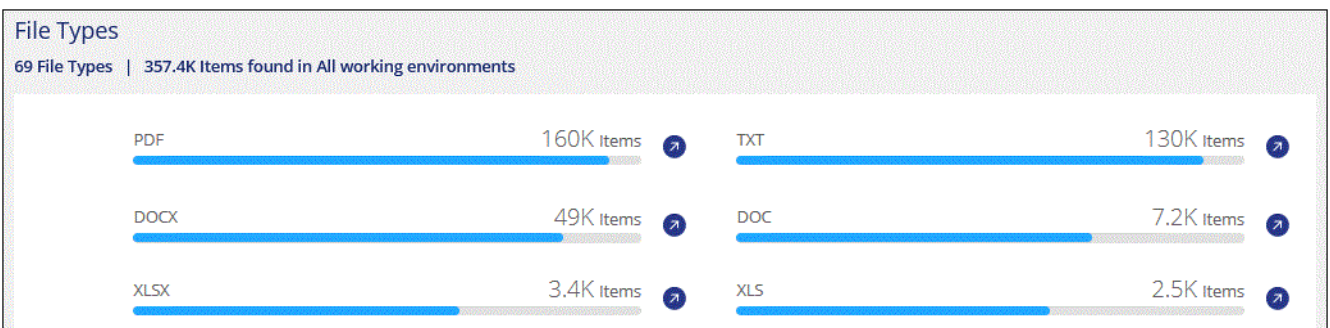 File Types
69 File Types | 357.4K Items found in All working environments
PDF 160K Items
TXT 130K Items
DOCX 49K Items
DOC 7.2K Items
XLSX 3.4K Items
XLS 2.5K Items